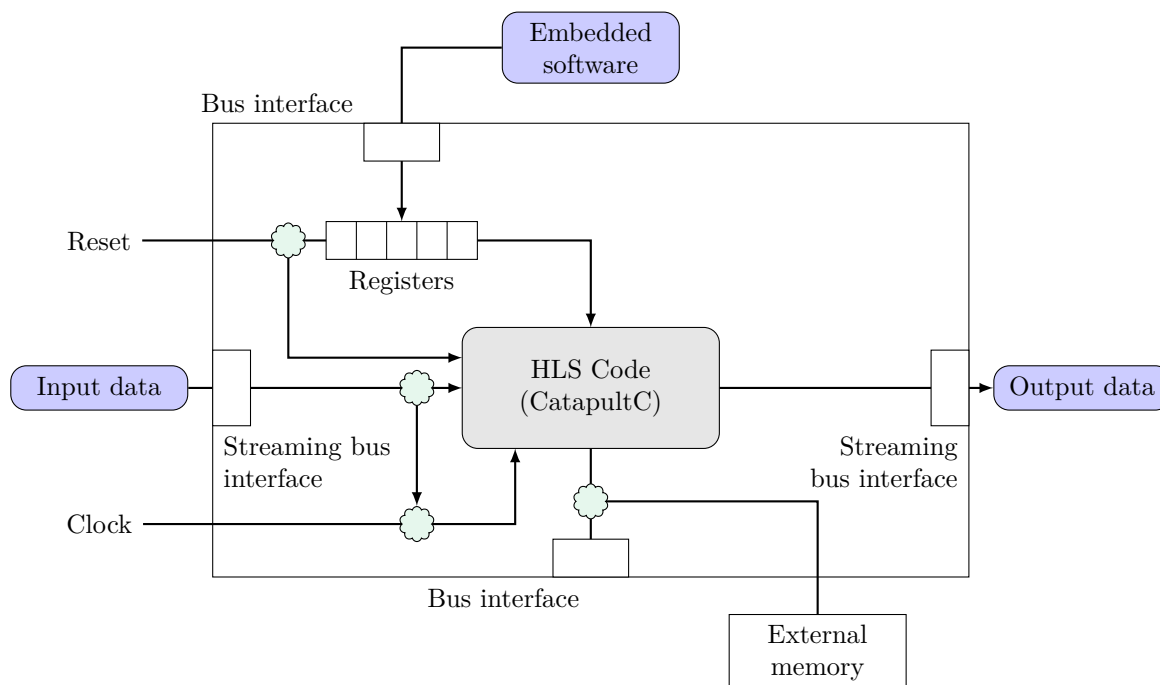 Embedded
software
Bus interface
Reset
Registers
HLS Code
(CatapultC)
Input data
Output data
Streaming bus
interface
Streaming
bus interface
Clock
Bus interface
External
memory